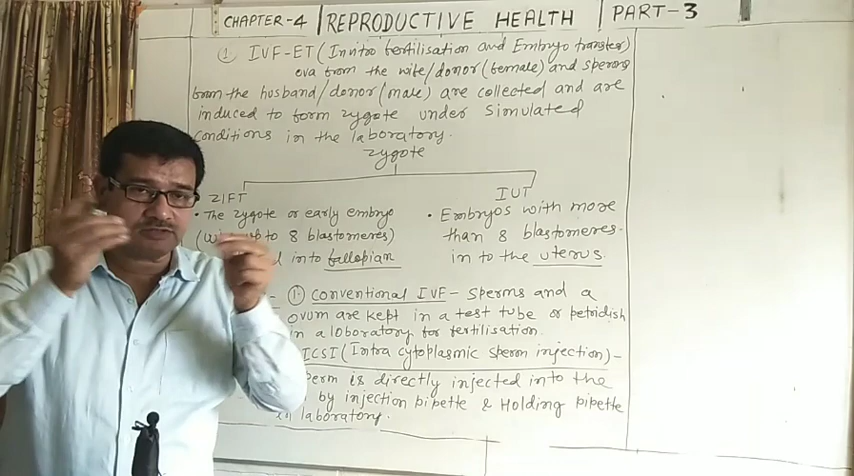 CHAPTER-4 REPRODUCTIVE HEALTH PART-3
① IVF-ET (Invitro fertilisation and Embryo transfer)
ova from the wife/donor (female) and sperms
from the husband/donor (male) are collected and are
induced to form zygote under Simulated
conditions in the laboratory.
Zygote
ZIFT
• The zygote or early embryo
to 8 blastomeres)
into fallopian
IUT
• Embryos with more
than 8 blastomeres.
in to the uterus.
① Conventional IVF - Sperms and a
ovum are kept in a test tube or petridish
in a loboratory for fertilisation.
ICSI (Intra cytoplasmic sperm injection) -
is directly injected into the
by injection pipette & Holding pipette
laboratory.